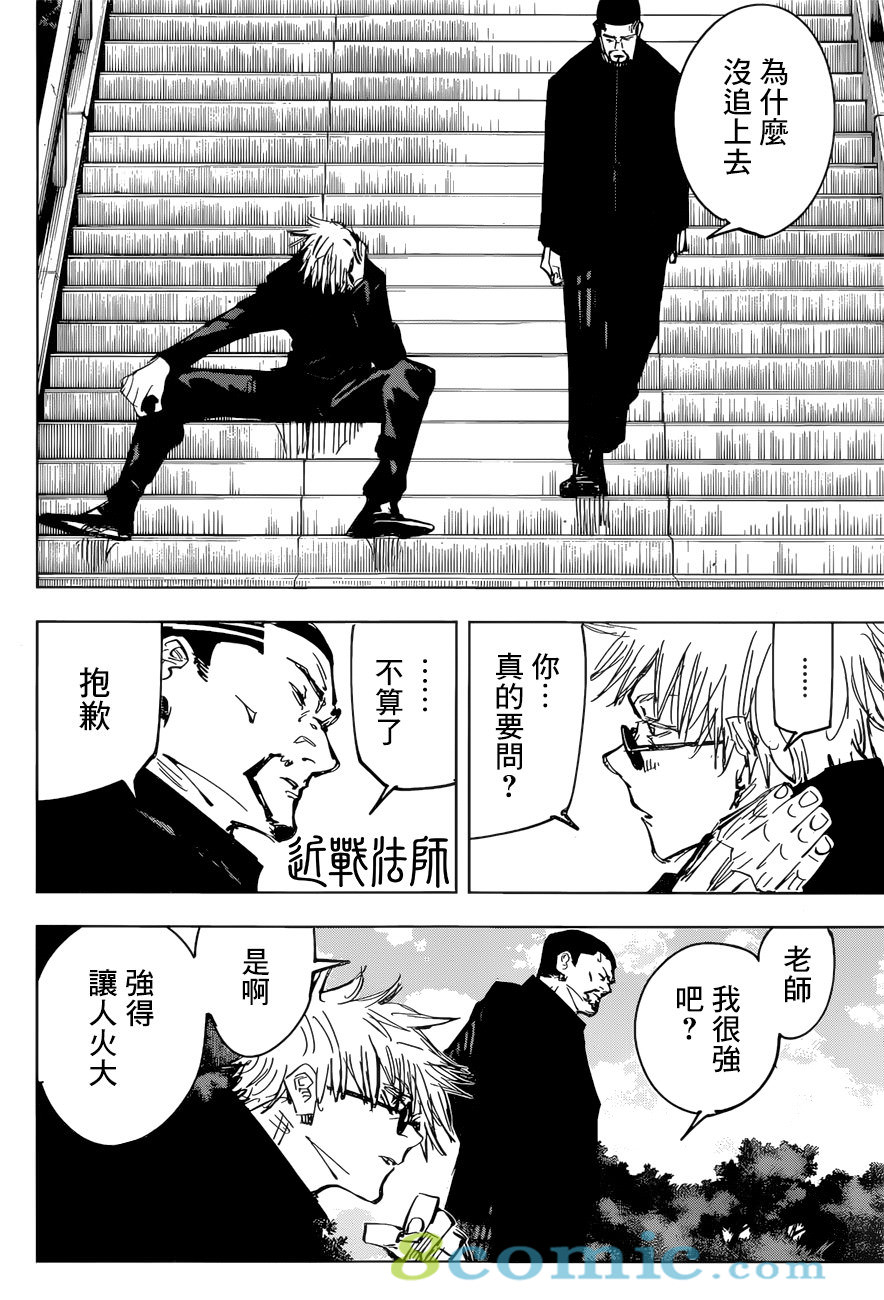 為什麼
沒追上去
……
你…
真的要問？
……
不算了
抱歉
近戰法師
老師
我很強
吧？
是啊
強得
讓人火大
8comic.com